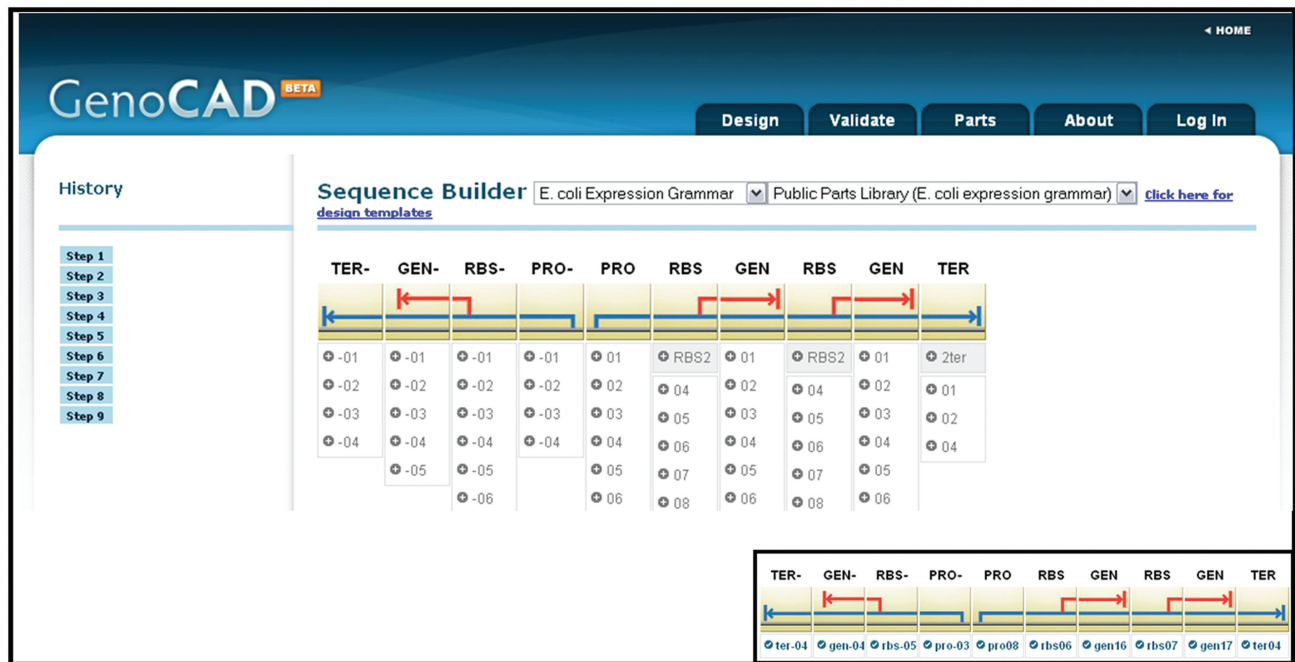 ◄ HOME
GenoCAD BETA
Design Validate Parts About Log In
History
Sequence Builder E. coli Expression Grammar Public Parts Library (E. coli expression grammar) Click here for
design templates
Step 1
Step 2
Step 3
Step 4
Step 5
Step 6
Step 7
Step 8
Step 9
TER- GEN- RBS- PRO- PRO RBS GEN RBS GEN TER
-01 -01 -01 -01 01 RBS2 01 RBS2 01 2ter
-02 -02 -02 -02 02 04 02 04 02 01
-03 -03 -03 -03 03 05 03 05 03 02
-04 -04 -04 -04 04 06 04 06 04 04
-05 -05 05 07 05 07 05
-06 06 08 06 08 06
TER- GEN- RBS- PRO- PRO RBS GEN RBS GEN TER
ter-04 gen-04 rbs-05 pro-03 pro08 rbs06 gen16 rbs07 gen17 ter04